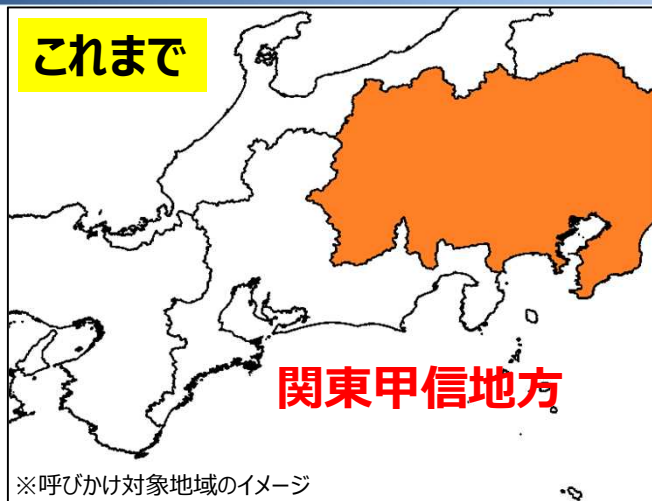 これまで
関東甲信地方
※呼びかけ対象地域のイメージ